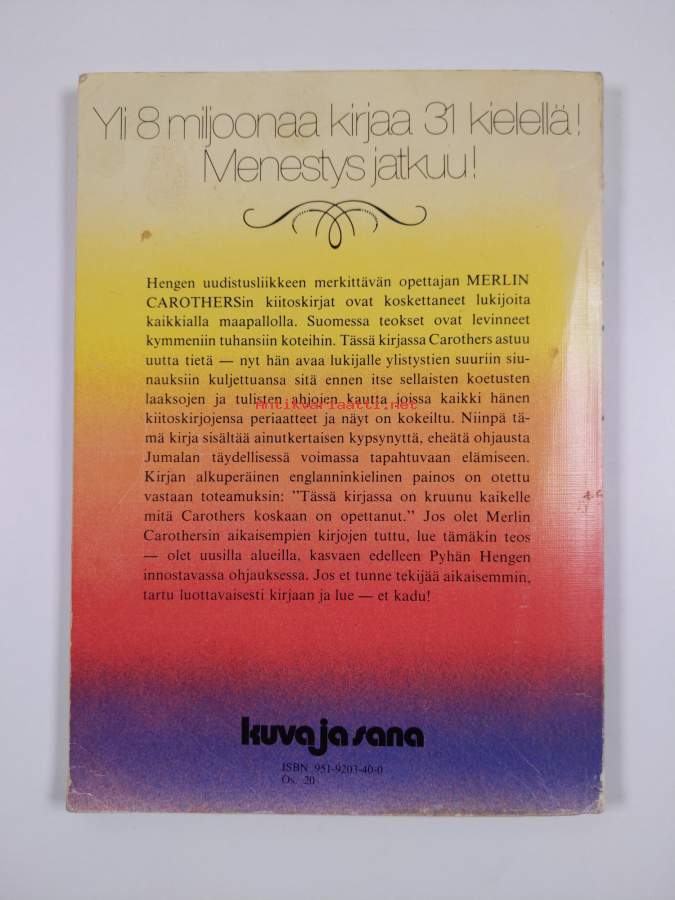 Yli 8 miljoonaa kirjaa 31 kielellä!
Menestys jatkuu!
Hengen uudistusliikkeen merkittävän opettajan MERLIN
CAROTHERSin kiitoskirjat ovat koskettaneet lukijoita
kaikkialla maapallolla. Suomessa teokset ovat levinneet
kymmeniin tuhansiin koteihin. Tässä kirjassa Carothers astuu
uutta tietä — nyt hän avaa lukijalle ylistystien suuriin siu-
nauksiin kuljettuansa sitä ennen itse sellaisten koetusten
laaksojen ja tulisten ahjojen kautta joissa kaikki hänen
Antikvariaatti.net
kiitoskirjojensa periaatteet ja näyt on kokeiltu. Niinpä tä-
mä kirja sisältää ainutkertaisen kypsynyttä, eheätä ohjausta
Jumalan täydellisessä voimassa tapahtuvaan elämiseen.
Kirjan alkuperäinen englanninkielinen painos on otettu
vastaan toteamuksin: ”Tässä kirjassa on kruunu kaikelle
mitä Carothers koskaan on opettanut.” Jos olet Merlin
Carothersin aikaisempien kirjojen tuttu, lue tämäkin teos
— olet uusilla alueilla, kasvaen edelleen Pyhän Hengen
innostavassa ohjauksessa. Jos et tunne tekijää aikaisemmin,
tartu luottavaisesti kirjaan ja lue — et kadu!
kuva ja sana
ISBN 951-9203-40-0
Os. 20